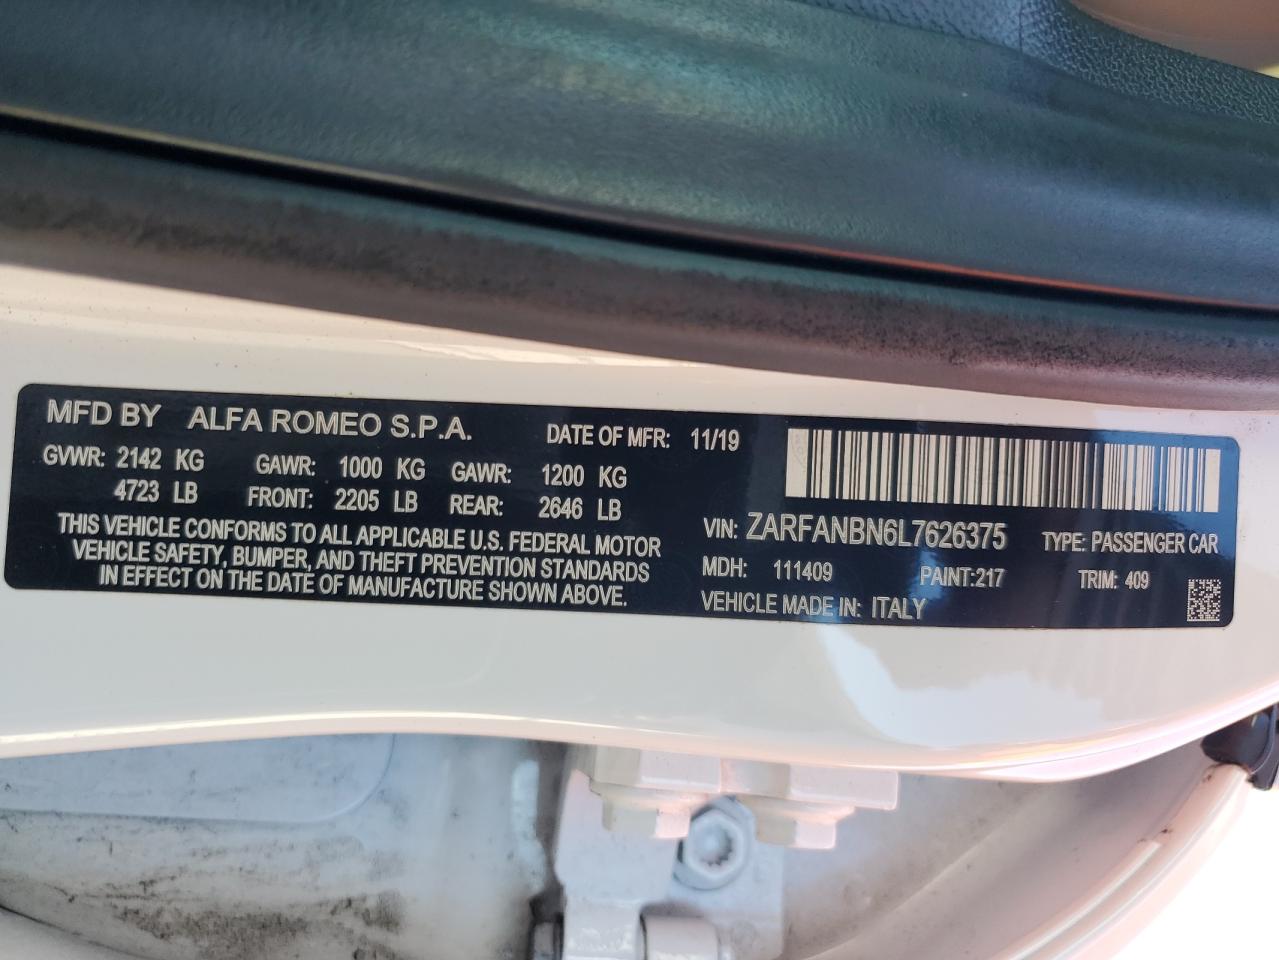 MFD BY ALFA ROMEO S.P.A. DATE OF MFR: 11/19
GVWR: 2142 KG GAWR: 1000 KG GAWR: 1200 KG
4723 LB FRONT: 2205 LB REAR: 2646 LB
THIS VEHICLE CONFORMS TO ALL APPLICABLE U.S. FEDERAL MOTOR
VEHICLE SAFETY, BUMPER, AND THEFT PREVENTION STANDARDS
IN EFFECT ON THE DATE OF MANUFACTURE SHOWN ABOVE.
VIN: ZARFANBN6L7626375 TYPE: PASSENGER CAR
MDH: 111409 PAINT:217 TRIM: 409
VEHICLE MADE IN: ITALY